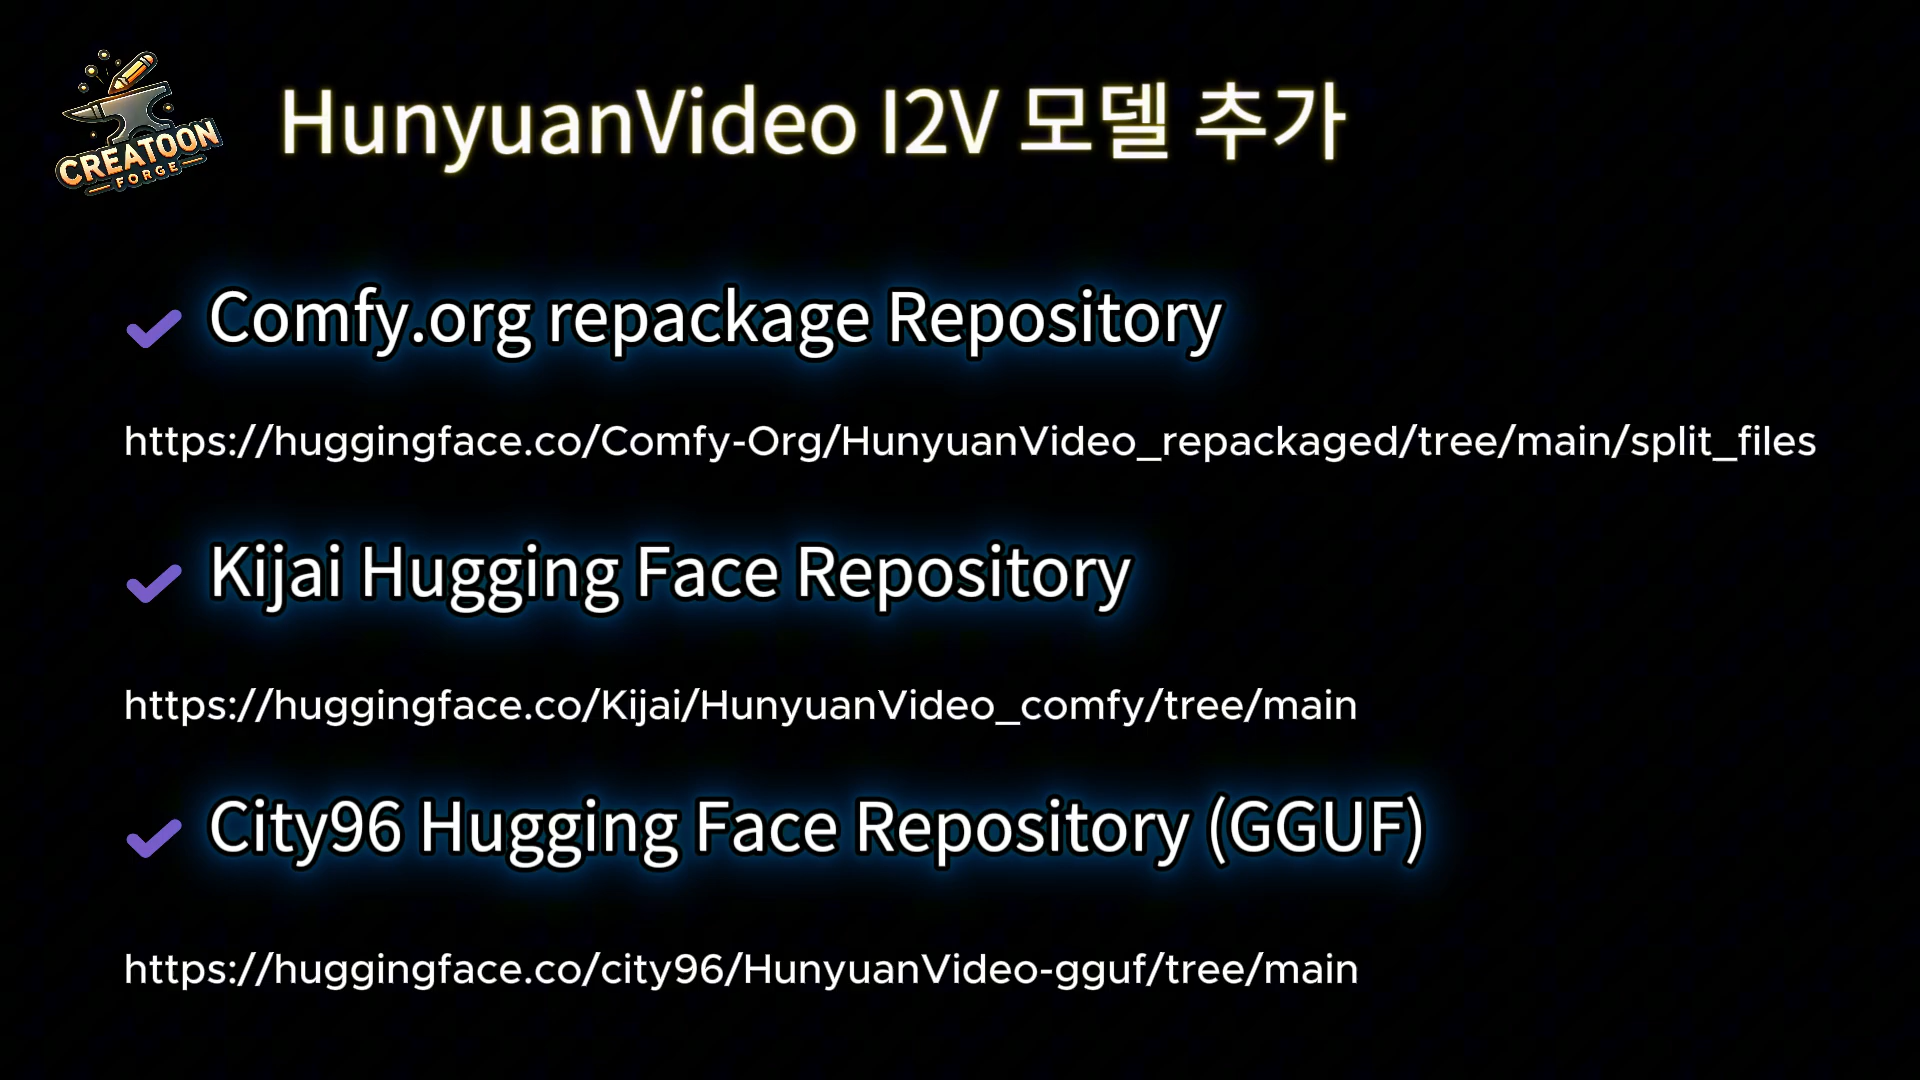 CREATOON
FORGE
HunyuanVideo I2V 모델 추가
Comfy.org repackage Repository
https://huggingface.co/Comfy-Org/HunyuanVideo_repackaged/tree/main/split_files
Kijai Hugging Face Repository
https://huggingface.co/Kijai/HunyuanVideo_comfy/tree/main
City96 Hugging Face Repository (GGUF)
https://huggingface.co/city96/HunyuanVideo-gguf/tree/main